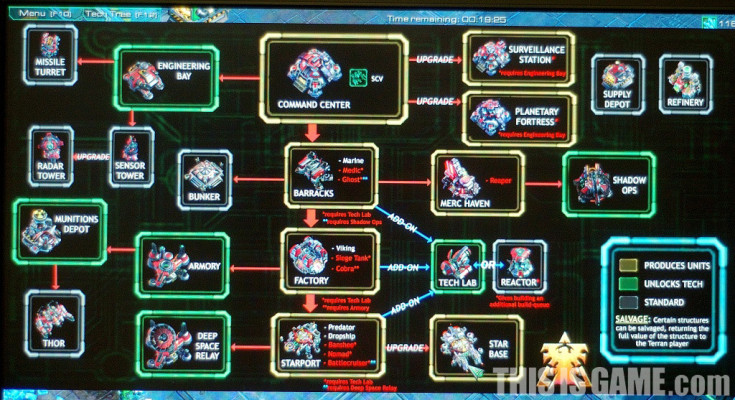 Menu (F10)
Tech Tree (F12)
Time remaining: 00:19:25
116
MISSILE
TURRET
ENGINEERING
BAY
COMMAND CENTER
SCV
UPGRADE
SURVEILLANCE
STATION*
*requires Engineering Bay
UPGRADE
PLANETARY
FORTRESS*
*requires Engineering Bay
SUPPLY
DEPOT
REFINERY
RADAR
TOWER
UPGRADE
SENSOR
TOWER
BUNKER
BARRACKS
- Marine
- Medic*
- Ghost***
*requires Tech Lab
**requires Shadow Ops
MERC HAVEN
- Reaper
SHADOW
OPS
ADD-ON
MUNITIONS
DEPOT
ARMORY
FACTORY
- Viking
- Siege Tank*
- Cobra**
*requires Tech Lab
**requires Armory
ADD-ON
TECH LAB
OR
REACTOR*
*Allows building an
additional build-queue
ADD-ON
THOR
DEEP
SPACE
RELAY
STARPORT
- Predator
- Dropship
- Banshee*
- Nomad*
- Battlecruiser***
*requires Tech Lab
**requires Deep Space Relay
UPGRADE
STAR
BASE
PRODUCES UNITS
UNLOCKS TECH
STANDARD
SALVAGE: Certain structures
can be salvaged, returning the
full value of the structure to
the Terran player
THISISGAME.com